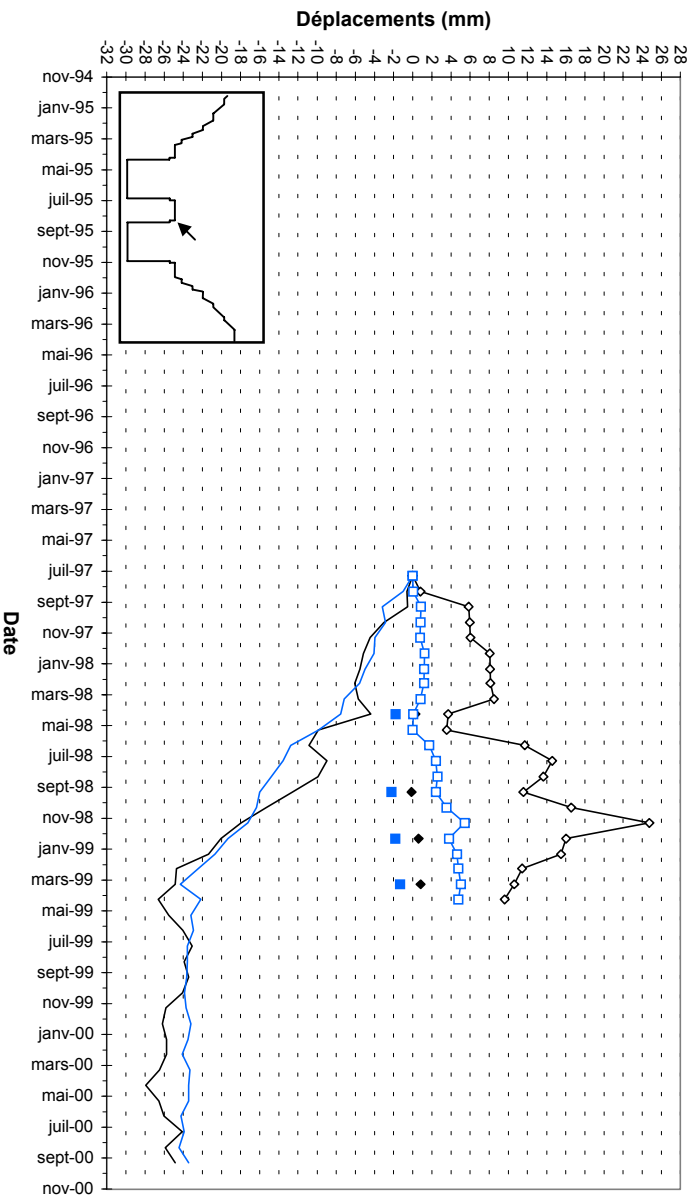 Déplacements (mm)
-32
-30
-28
-26
-24
-22
-20
-18
-16
-14
-12
-10
-8
-6
-4
-2
0
2
4
6
8
10
12
14
16
18
20
22
24
26
28
nov-94
janv-95
mars-95
mai-95
juil-95
sept-95
nov-95
janv-96
mars-96
mai-96
juil-96
sept-96
nov-96
janv-97
mars-97
mai-97
juil-97
sept-97
nov-97
janv-98
mars-98
mai-98
juil-98
sept-98
nov-98
janv-99
mars-99
mai-99
juil-99
sept-99
nov-99
janv-00
mars-00
mai-00
juil-00
sept-00
nov-00
Date